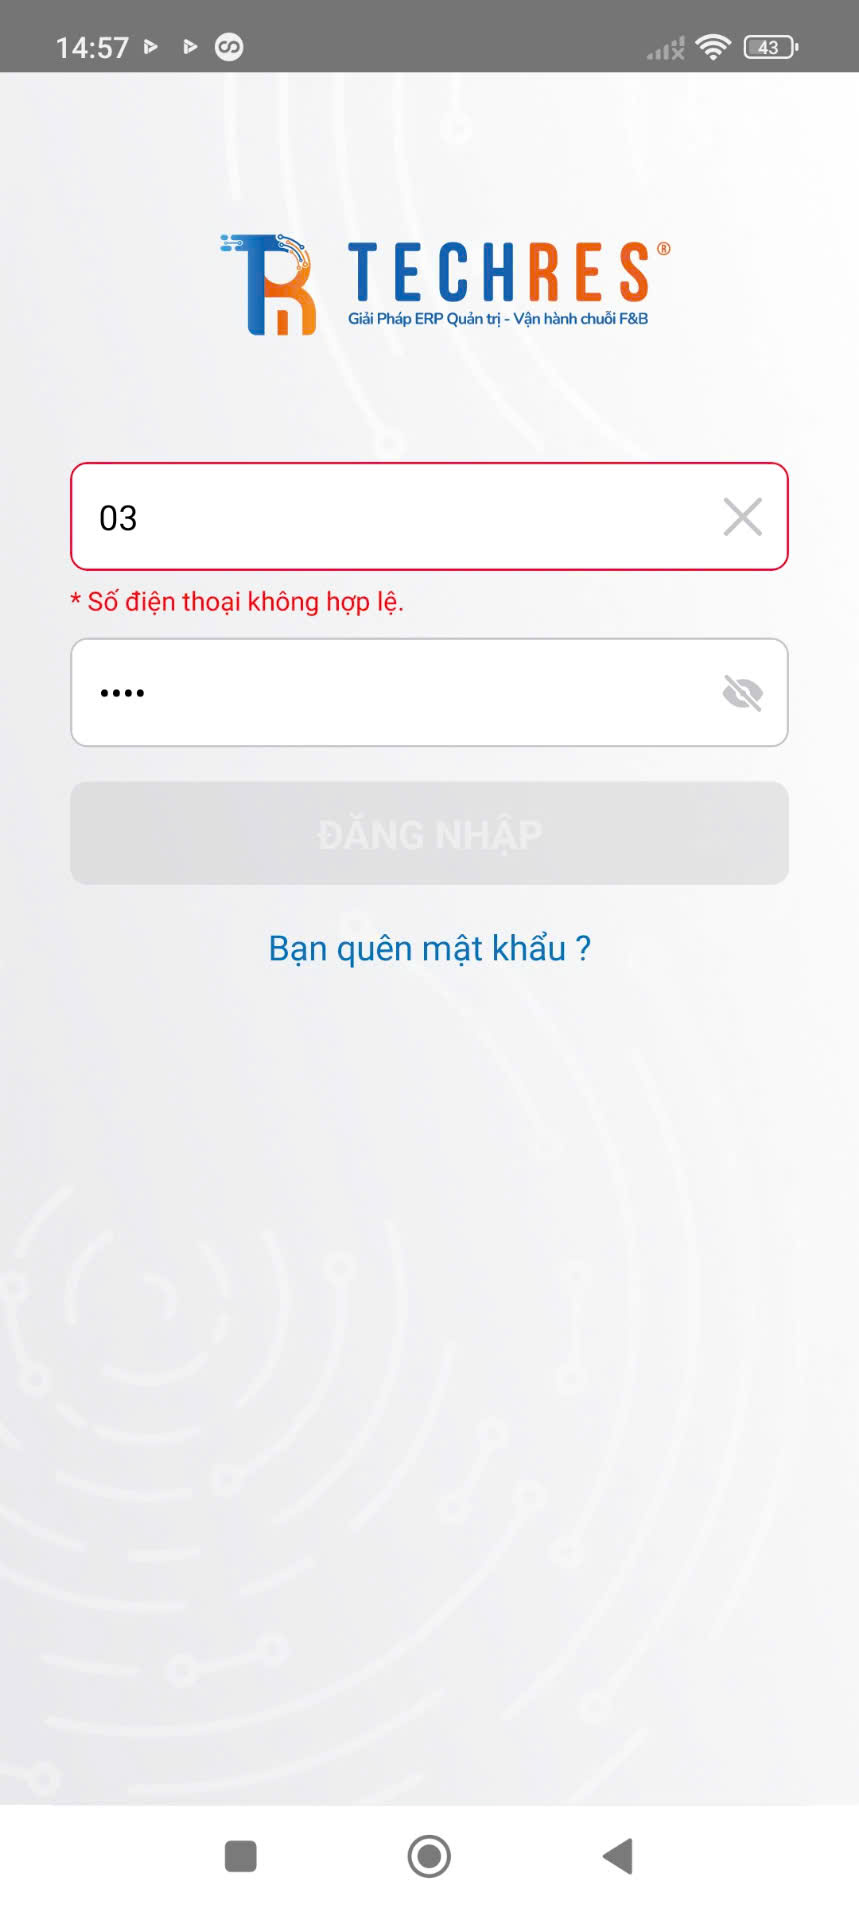 14:57
43
TECHRES®
Giải Pháp ERP Quản trị - Vận hành chuỗi F&B
03
* Số điện thoại không hợp lệ.
••••
ĐĂNG NHẬP
Bạn quên mật khẩu ?